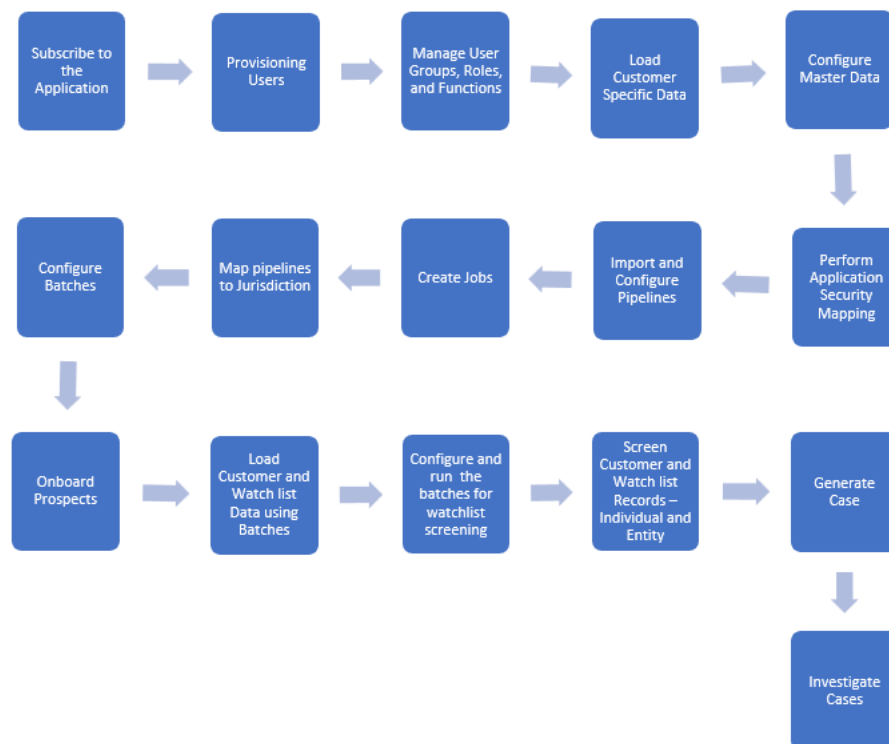 Subscribe to
the
Application
Provisioning
Users
Manage User
Groups, Roles,
and Functions
Load
Customer
Specific Data
Configure
Master Data
Perform
Application
Security
Mapping
Import and
Configure
Pipelines
Create Jobs
Map pipelines
to Jurisdiction
Configure
Batches
Onboard
Prospects
Load
Customer and
Watch list
Data using
Batches
Configure and
run the
batches for
watchlist
screening
Screen
Customer and
Watch list
Records –
Individual and
Entity
Generate
Case
Investigate
Cases